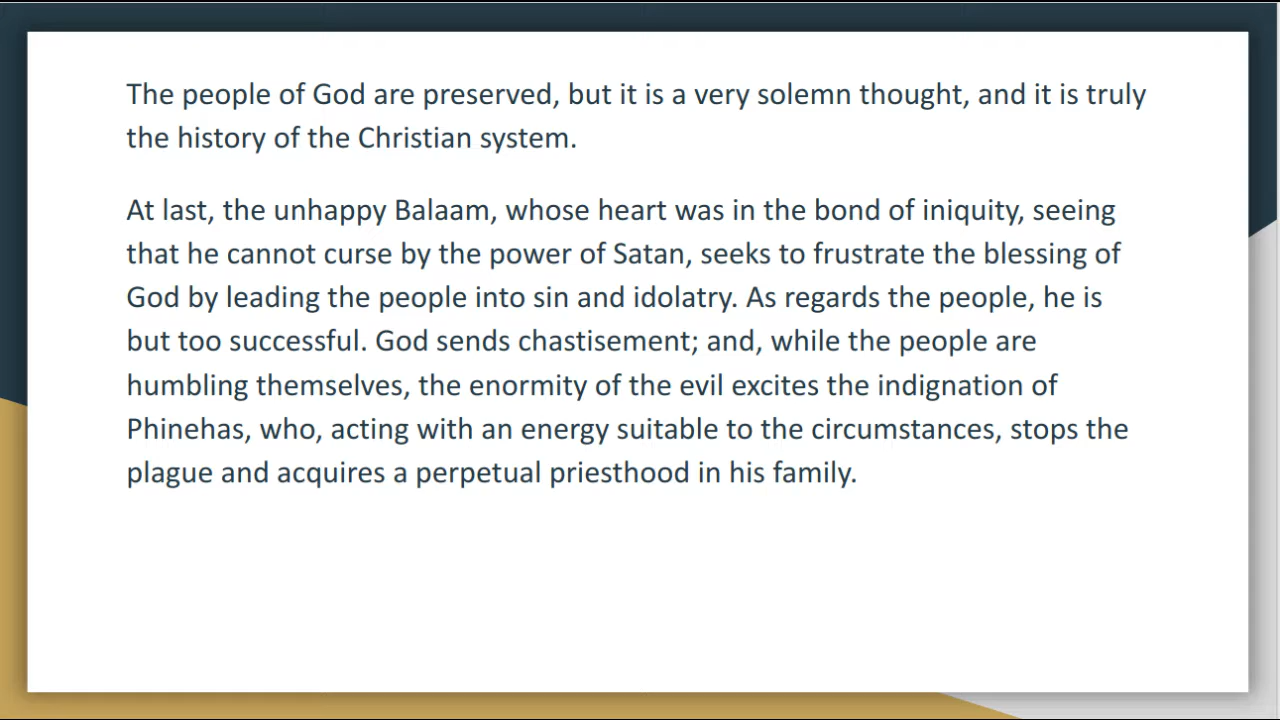 The people of God are preserved, but it is a very solemn thought, and it is truly
the history of the Christian system.
At last, the unhappy Balaam, whose heart was in the bond of iniquity, seeing
that he cannot curse by the power of Satan, seeks to frustrate the blessing of
God by leading the people into sin and idolatry. As regards the people, he is
but too successful. God sends chastisement; and, while the people are
humbling themselves, the enormity of the evil excites the indignation of
Phinehas, who, acting with an energy suitable to the circumstances, stops the
plague and acquires a perpetual priesthood in his family.